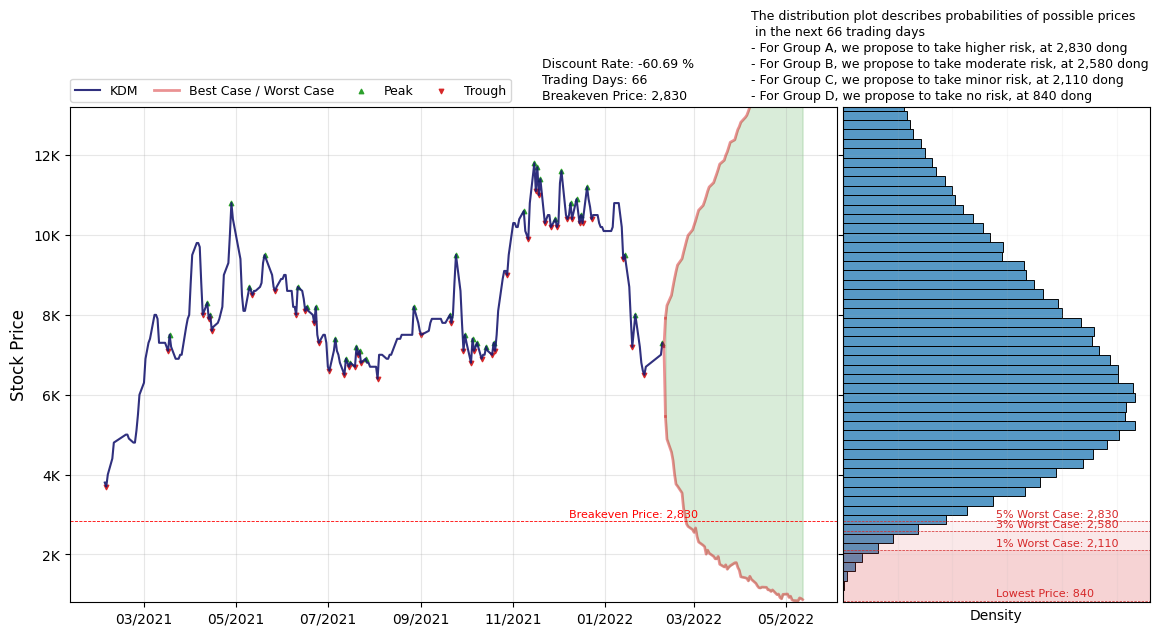 The distribution plot describes probabilities of possible prices
in the next 66 trading days
- For Group A, we propose to take higher risk, at 2,830 dong
- For Group B, we propose to take moderate risk, at 2,580 dong
- For Group C, we propose to take minor risk, at 2,110 dong
- For Group D, we propose to take no risk, at 840 dong
Discount Rate: -60.69 %
Trading Days: 66
Breakeven Price: 2,830
KDM Best Case / Worst Case Peak Trough
Stock Price
12K
10K
8K
6K
4K
2K
Breakeven Price: 2,830
03/2021 05/2021 07/2021 09/2021 11/2021 01/2022 03/2022 05/2022
5% Worst Case: 2,830
3% Worst Case: 2,580
1% Worst Case: 2,110
Lowest Price: 840
Density